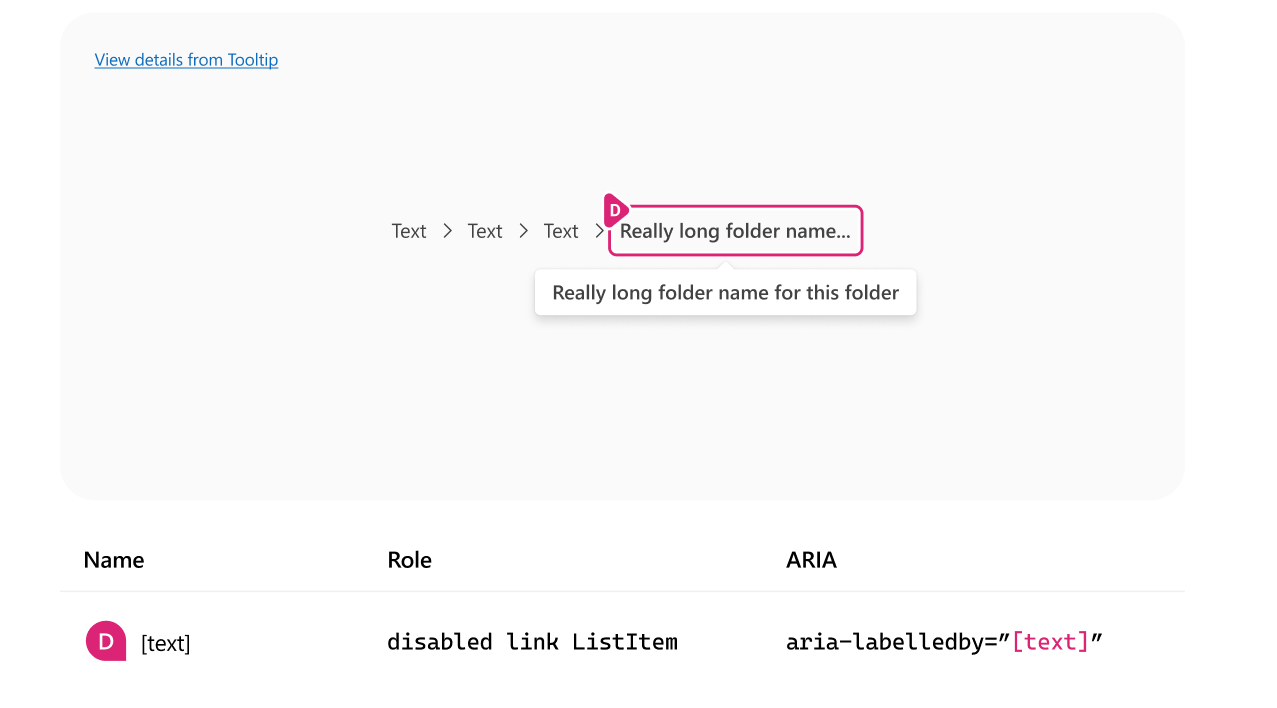 View details from Tooltip
D
Text > Text > Text > Really long folder name...
Really long folder name for this folder
Name Role ARIA
D [text] disabled link ListItem aria-labelledby=”[text]”